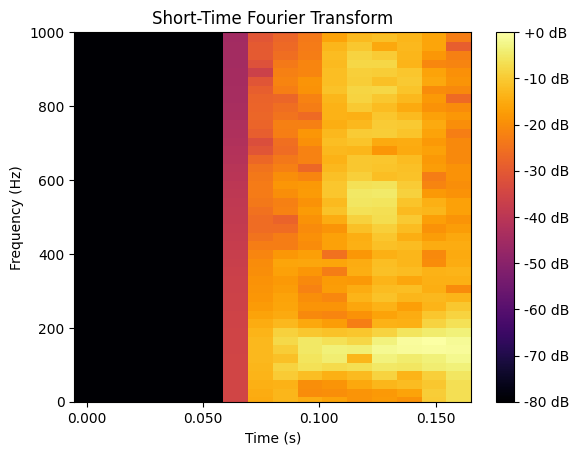 Short-Time Fourier Transform
Frequency (Hz)
1000
800
600
400
200
0
0.000
0.050
0.100
0.150
Time (s)
+0 dB
-10 dB
-20 dB
-30 dB
-40 dB
-50 dB
-60 dB
-70 dB
-80 dB